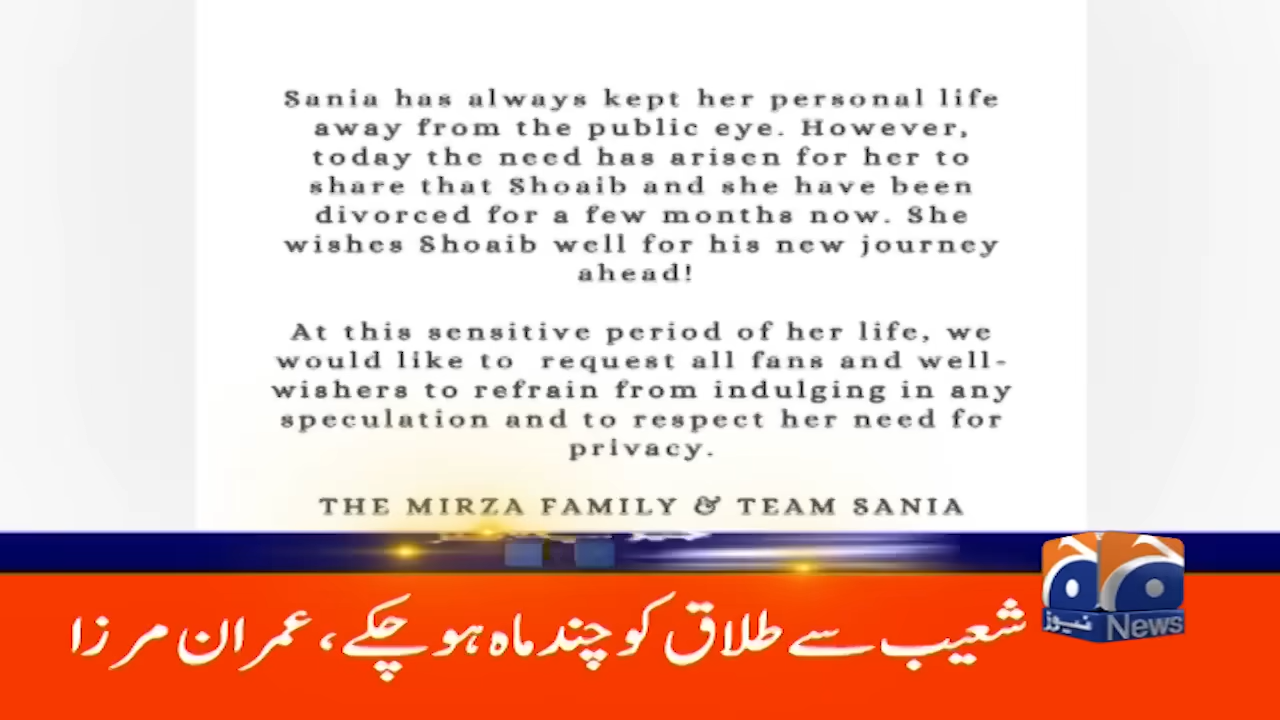 Sania has always kept her personal life
away from the public eye. However,
today the need has arisen for her to
share that Shoaib and she have been
divorced for a few months now. She
wishes Shoaib well for his new journey
ahead!
At this sensitive period of her life, we
would like to request all fans and well-
wishers to refrain from indulging in any
speculation and to respect her need for
privacy.
THE MIRZA FAMILY & TEAM SANIA
شعیب سے طلاق کو چند ماہ ہو چکے، عمران مرزا
نیوز News